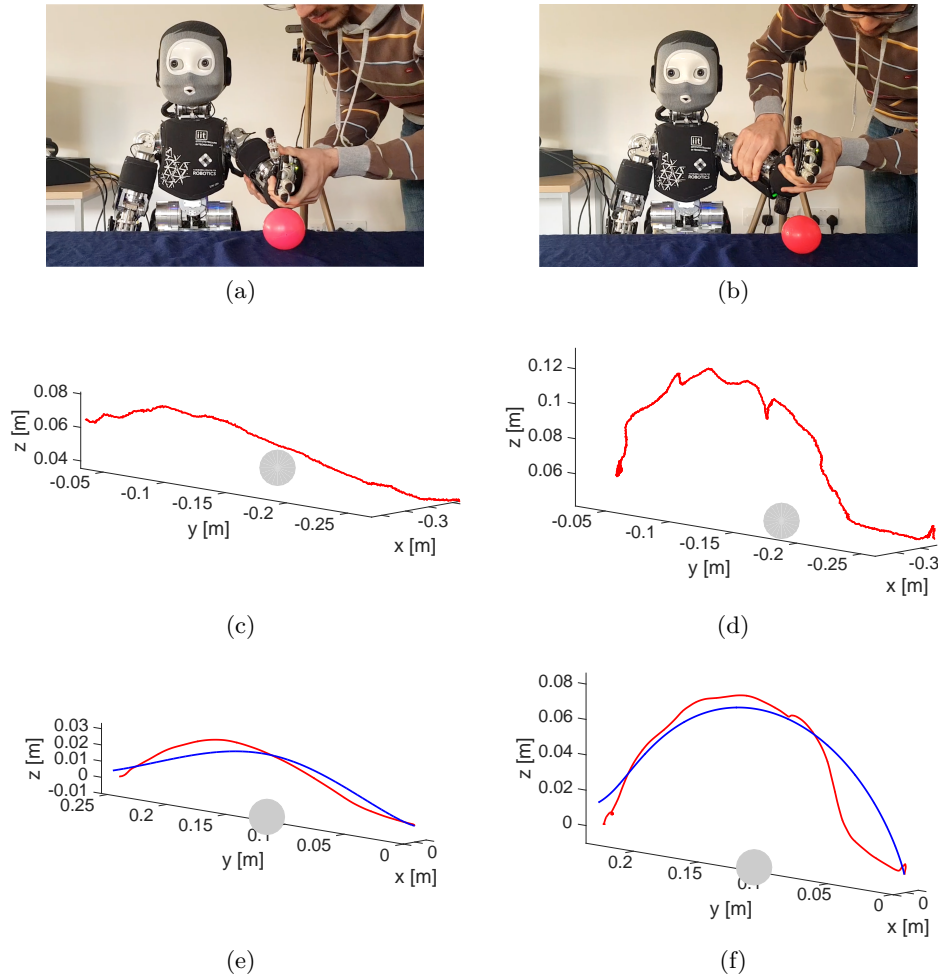 iit
ROBOTICS
iit
ROBOTICS
(a)
(b)
0.08
0.06
0.04
z [m]
-0.05
-0.1
-0.15
-0.2
-0.25
y [m]
-0.3
x [m]
0.12
0.1
0.08
0.06
z [m]
-0.05
-0.1
-0.15
-0.2
-0.25
y [m]
-0.3
x [m]
(c)
(d)
0.03
0.02
0.01
0
-0.01
z [m]
0.25
0.2
0.15
0.1
0.05
0
y [m]
0
x [m]
0.08
0.06
0.04
0.02
0
z [m]
0.2
0.15
0.1
0.05
0
y [m]
0
x [m]
(e)
(f)